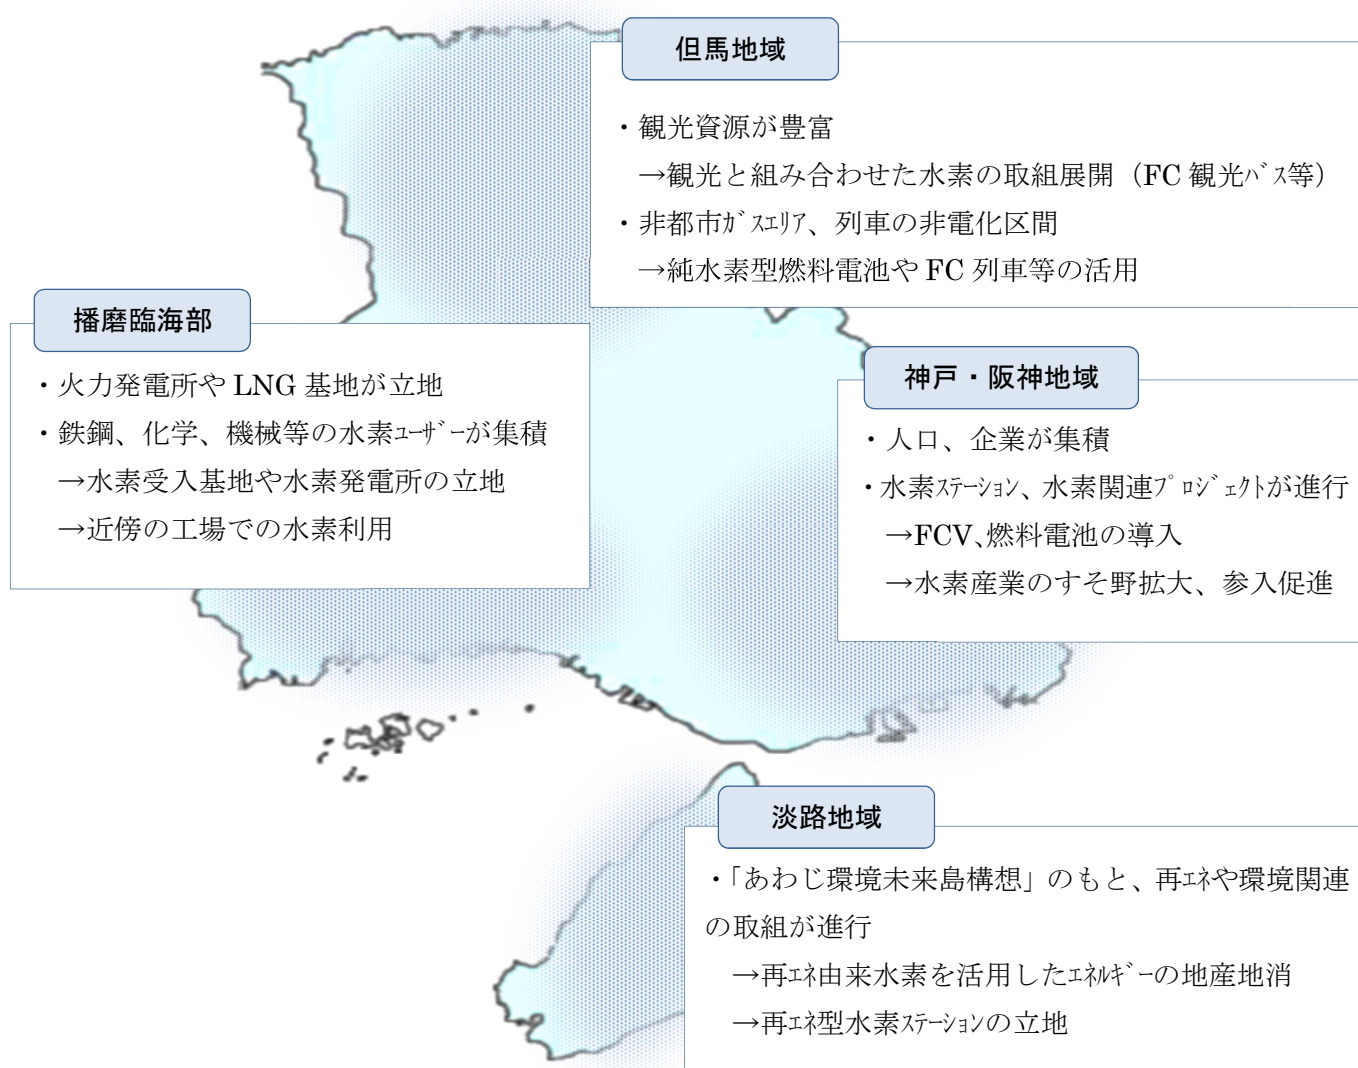 但馬地域
・観光資源が豊富
→観光と組み合わせた水素の取組展開（FC 観光ﾊﾞｽ等）
・非都市ｶﾞｽｴﾘｱ、列車の非電化区間
→純水素型燃料電池や FC 列車等の活用
播磨臨海部
・火力発電所や LNG 基地が立地
・鉄鋼、化学、機械等の水素ﾕｰｻﾞｰが集積
→水素受入基地や水素発電所の立地
→近傍の工場での水素利用
神戸・阪神地域
・人口、企業が集積
・水素ｽﾃｰｼｮﾝ、水素関連ﾌﾟﾛｼﾞｪｸﾄが進行
→FCV、燃料電池の導入
→水素産業のすそ野拡大、参入促進
淡路地域
・「あわじ環境未来島構想」のもと、再ｴﾈや環境関連
の取組が進行
→再ｴﾈ由来水素を活用したｴﾈﾙｷﾞｰの地産地消
→再ｴﾈ型水素ｽﾃｰｼｮﾝの立地